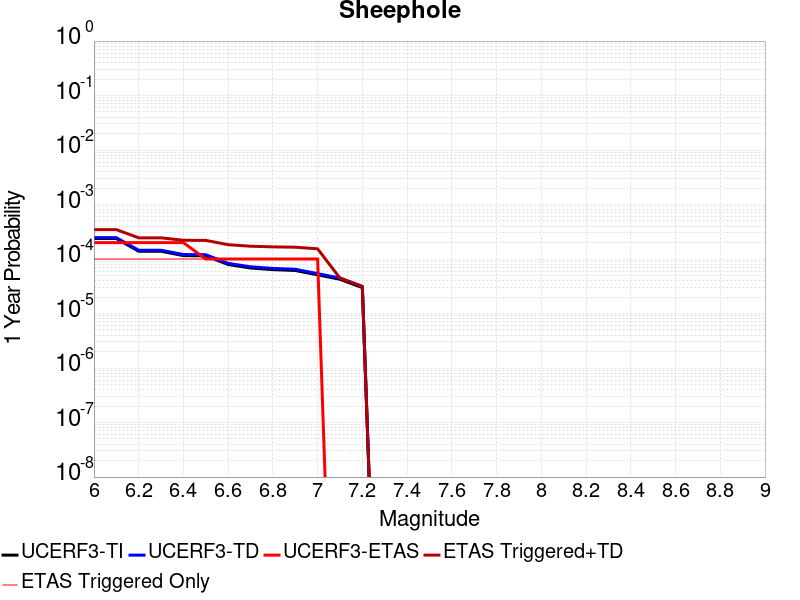 Sheephole
10^0
10^-1
10^-2
10^-3
10^-4
10^-5
10^-6
10^-7
10^-8
1 Year Probability
6 6.2 6.4 6.6 6.8 7 7.2 7.4 7.6 7.8 8 8.2 8.4 8.6 8.8 9
Magnitude
UCERF3-TI UCERF3-TD UCERF3-ETAS ETAS Triggered+TD
ETAS Triggered Only